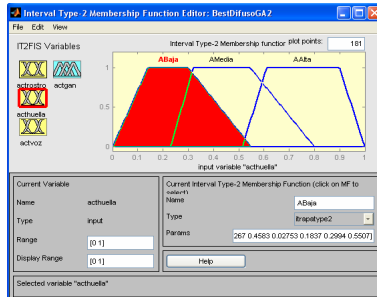 Interval Type-2 Membership Function Editor: BestDifusoGA2
File Edit View
IT2FIS Variables
Interval Type-2 Membership function plot points: 181
actrostro actgan
acthuella
actvoz
ABaja AMedia AAlta
1
0.5
0
0 0.1 0.2 0.3 0.4 0.5 0.6 0.7 0.8 0.9 1
input variable "acthuella"
Current Variable
Name acthuella
Type input
Range [0 1]
Display Range [0 1]
Current Interval Type-2 Membership Function (click on MF to
select)
Name ABaja
Type itrapatype2
Params 267 0.4583 0.02753 0.1837 0.2994 0.5507]
Help
Selected variable "acthuella"